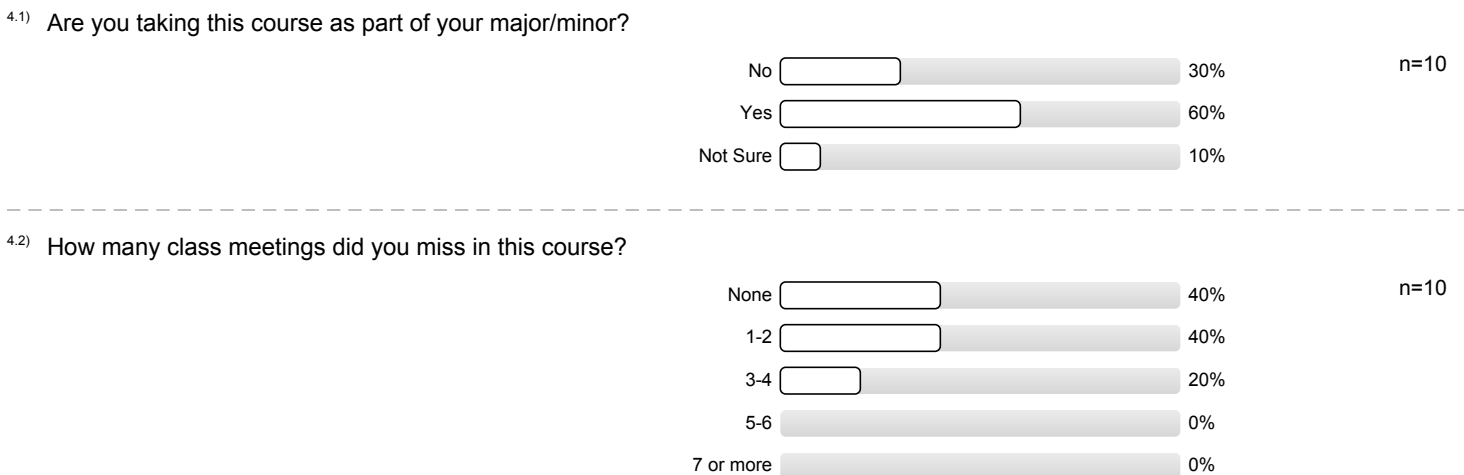 4.1) Are you taking this course as part of your major/minor?
No 30% n=10
Yes 60%
Not Sure 10%
4.2) How many class meetings did you miss in this course?
None 40% n=10
1-2 40%
3-4 20%
5-6 0%
7 or more 0%